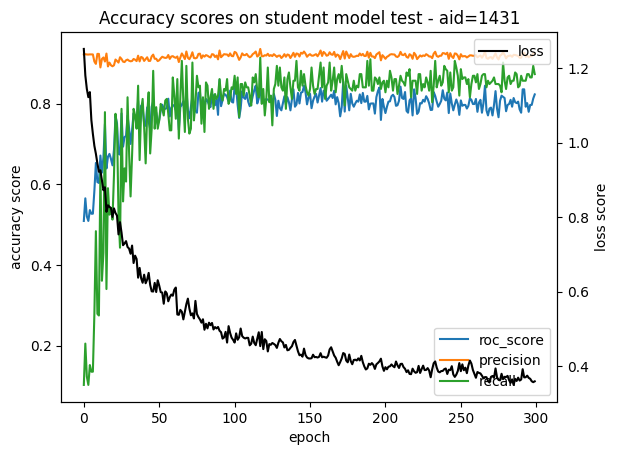 Accuracy scores on student model test - aid=1431
loss
accuracy score
0.8
0.6
0.4
0.2
1.2
1.0
0.8
0.6
0.4
loss score
roc_score
precision
recall
0
50
100
150
200
250
300
epoch